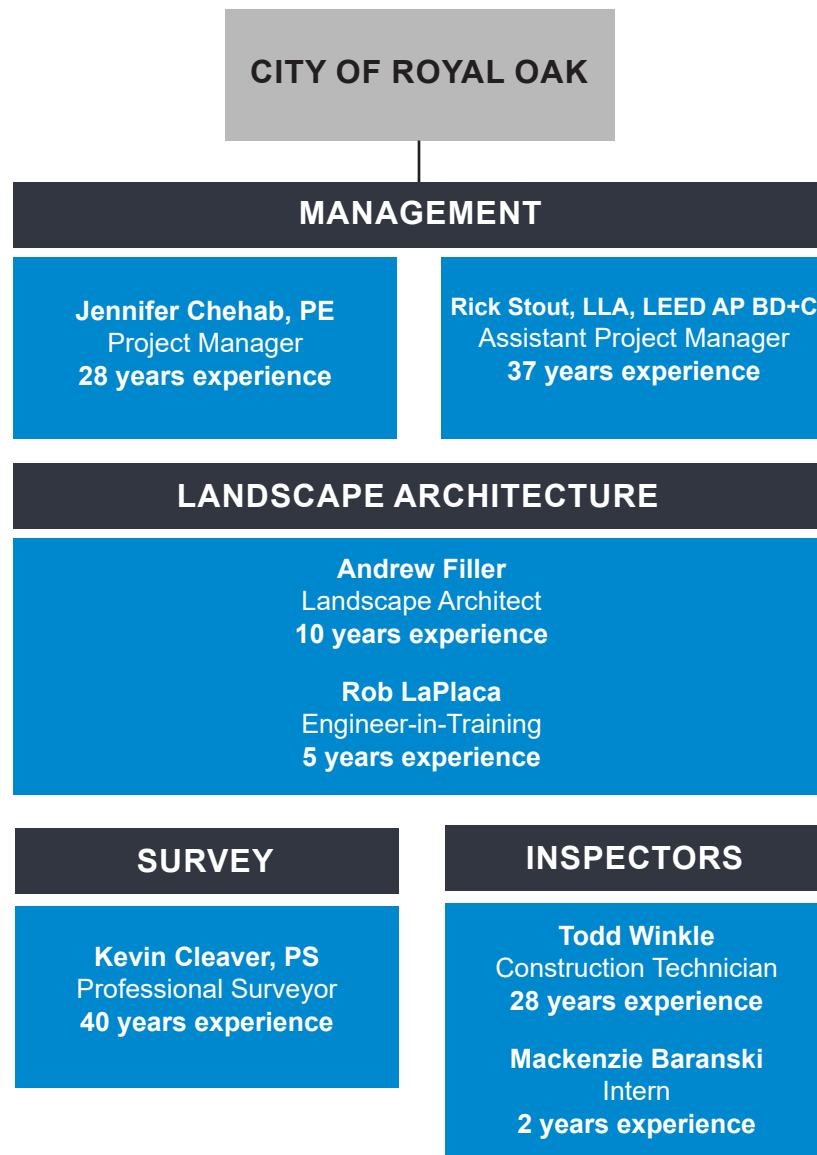 CITY OF ROYAL OAK
MANAGEMENT
Jennifer Chehab, PE
Project Manager
28 years experience
Rick Stout, LLA, LEED AP BD+C
Assistant Project Manager
37 years experience
LANDSCAPE ARCHITECTURE
Andrew Filler
Landscape Architect
10 years experience
Rob LaPlaca
Engineer-in-Training
5 years experience
SURVEY
Kevin Cleaver, PS
Professional Surveyor
40 years experience
INSPECTORS
Todd Winkle
Construction Technician
28 years experience
Mackenzie Baranski
Intern
2 years experience